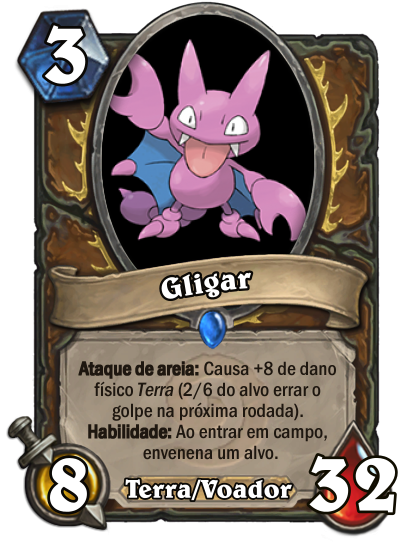 3
Gligar
Ataque de areia: Causa +8 de dano
físico Terra (2/6 do alvo errar o
golpe na próxima rodada).
Habilidade: Ao entrar em campo,
envenena um alvo.
8
Terra/Voador
32